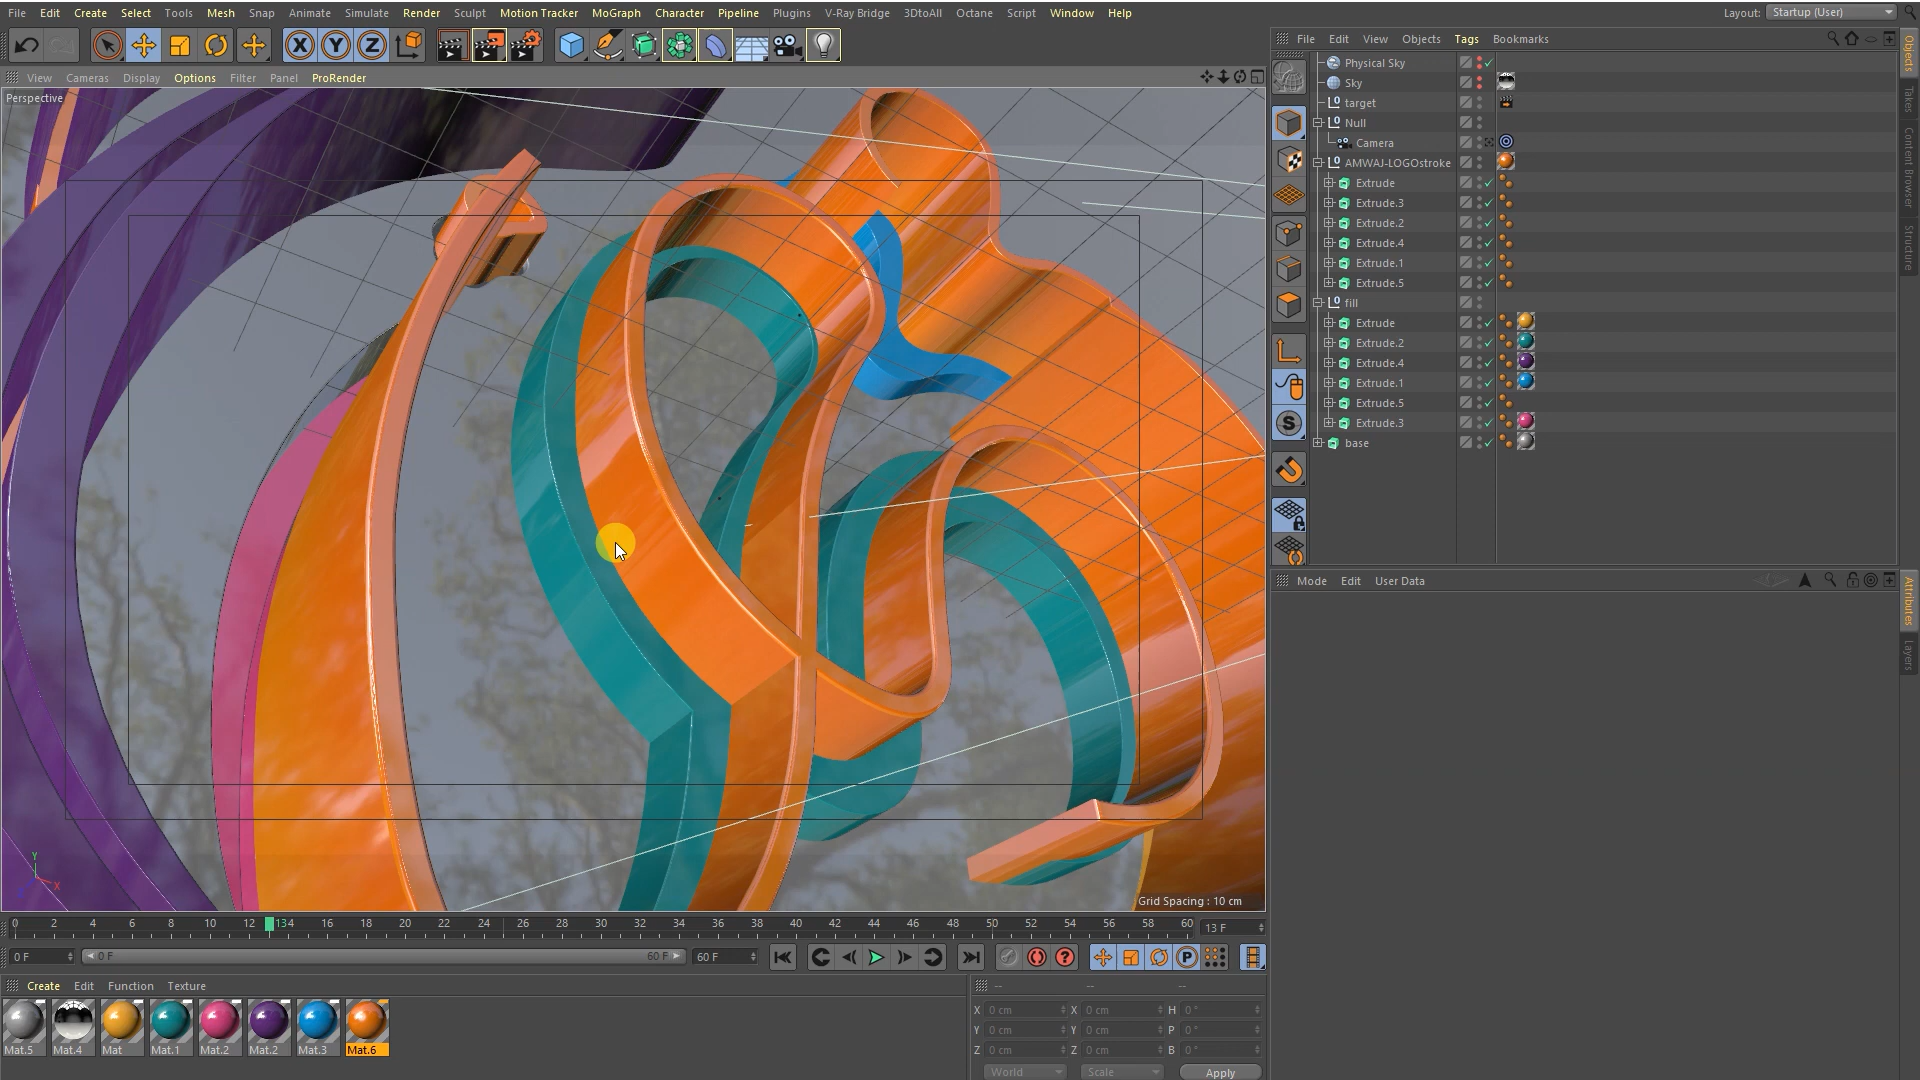 File Edit Create Select Tools Mesh Snap Animate Simulate Render Sculpt Motion Tracker MoGraph Character Pipeline Plugins V-Ray Bridge 3DtoAll Octane Script Window Help
Layout: Startup (User)
File Edit View Objects Tags Bookmarks
View Cameras Display Options Filter Panel ProRender
Perspective
Physical Sky
Sky
target
Null
Camera
AMWAJ-LOGOstroke
Extrude
Extrude.3
Extrude.2
Extrude.4
Extrude.1
Extrude.5
fill
Extrude
Extrude.2
Extrude.4
Extrude.1
Extrude.5
Extrude.3
base
Objects
Takes
Content Browser
Structure
Mode Edit User Data
Attributes
Layers
Y
X
Grid Spacing : 10 cm
0 2 4 6 8 10 12 134 16 18 20 22 24 26 28 30 32 34 36 38 40 42 44 46 48 50 52 54 56 58 60
13 F
0 F
0 F
60 F
60 F
Create Edit Function Texture
Mat.5 Mat.4 Mat Mat.1 Mat.2 Mat.2 Mat.3 Mat.6
-- -- --
X 0 cm X 0 cm H 0 °
Y 0 cm Y 0 cm P 0 °
Z 0 cm Z 0 cm B 0 °
World Scale Apply